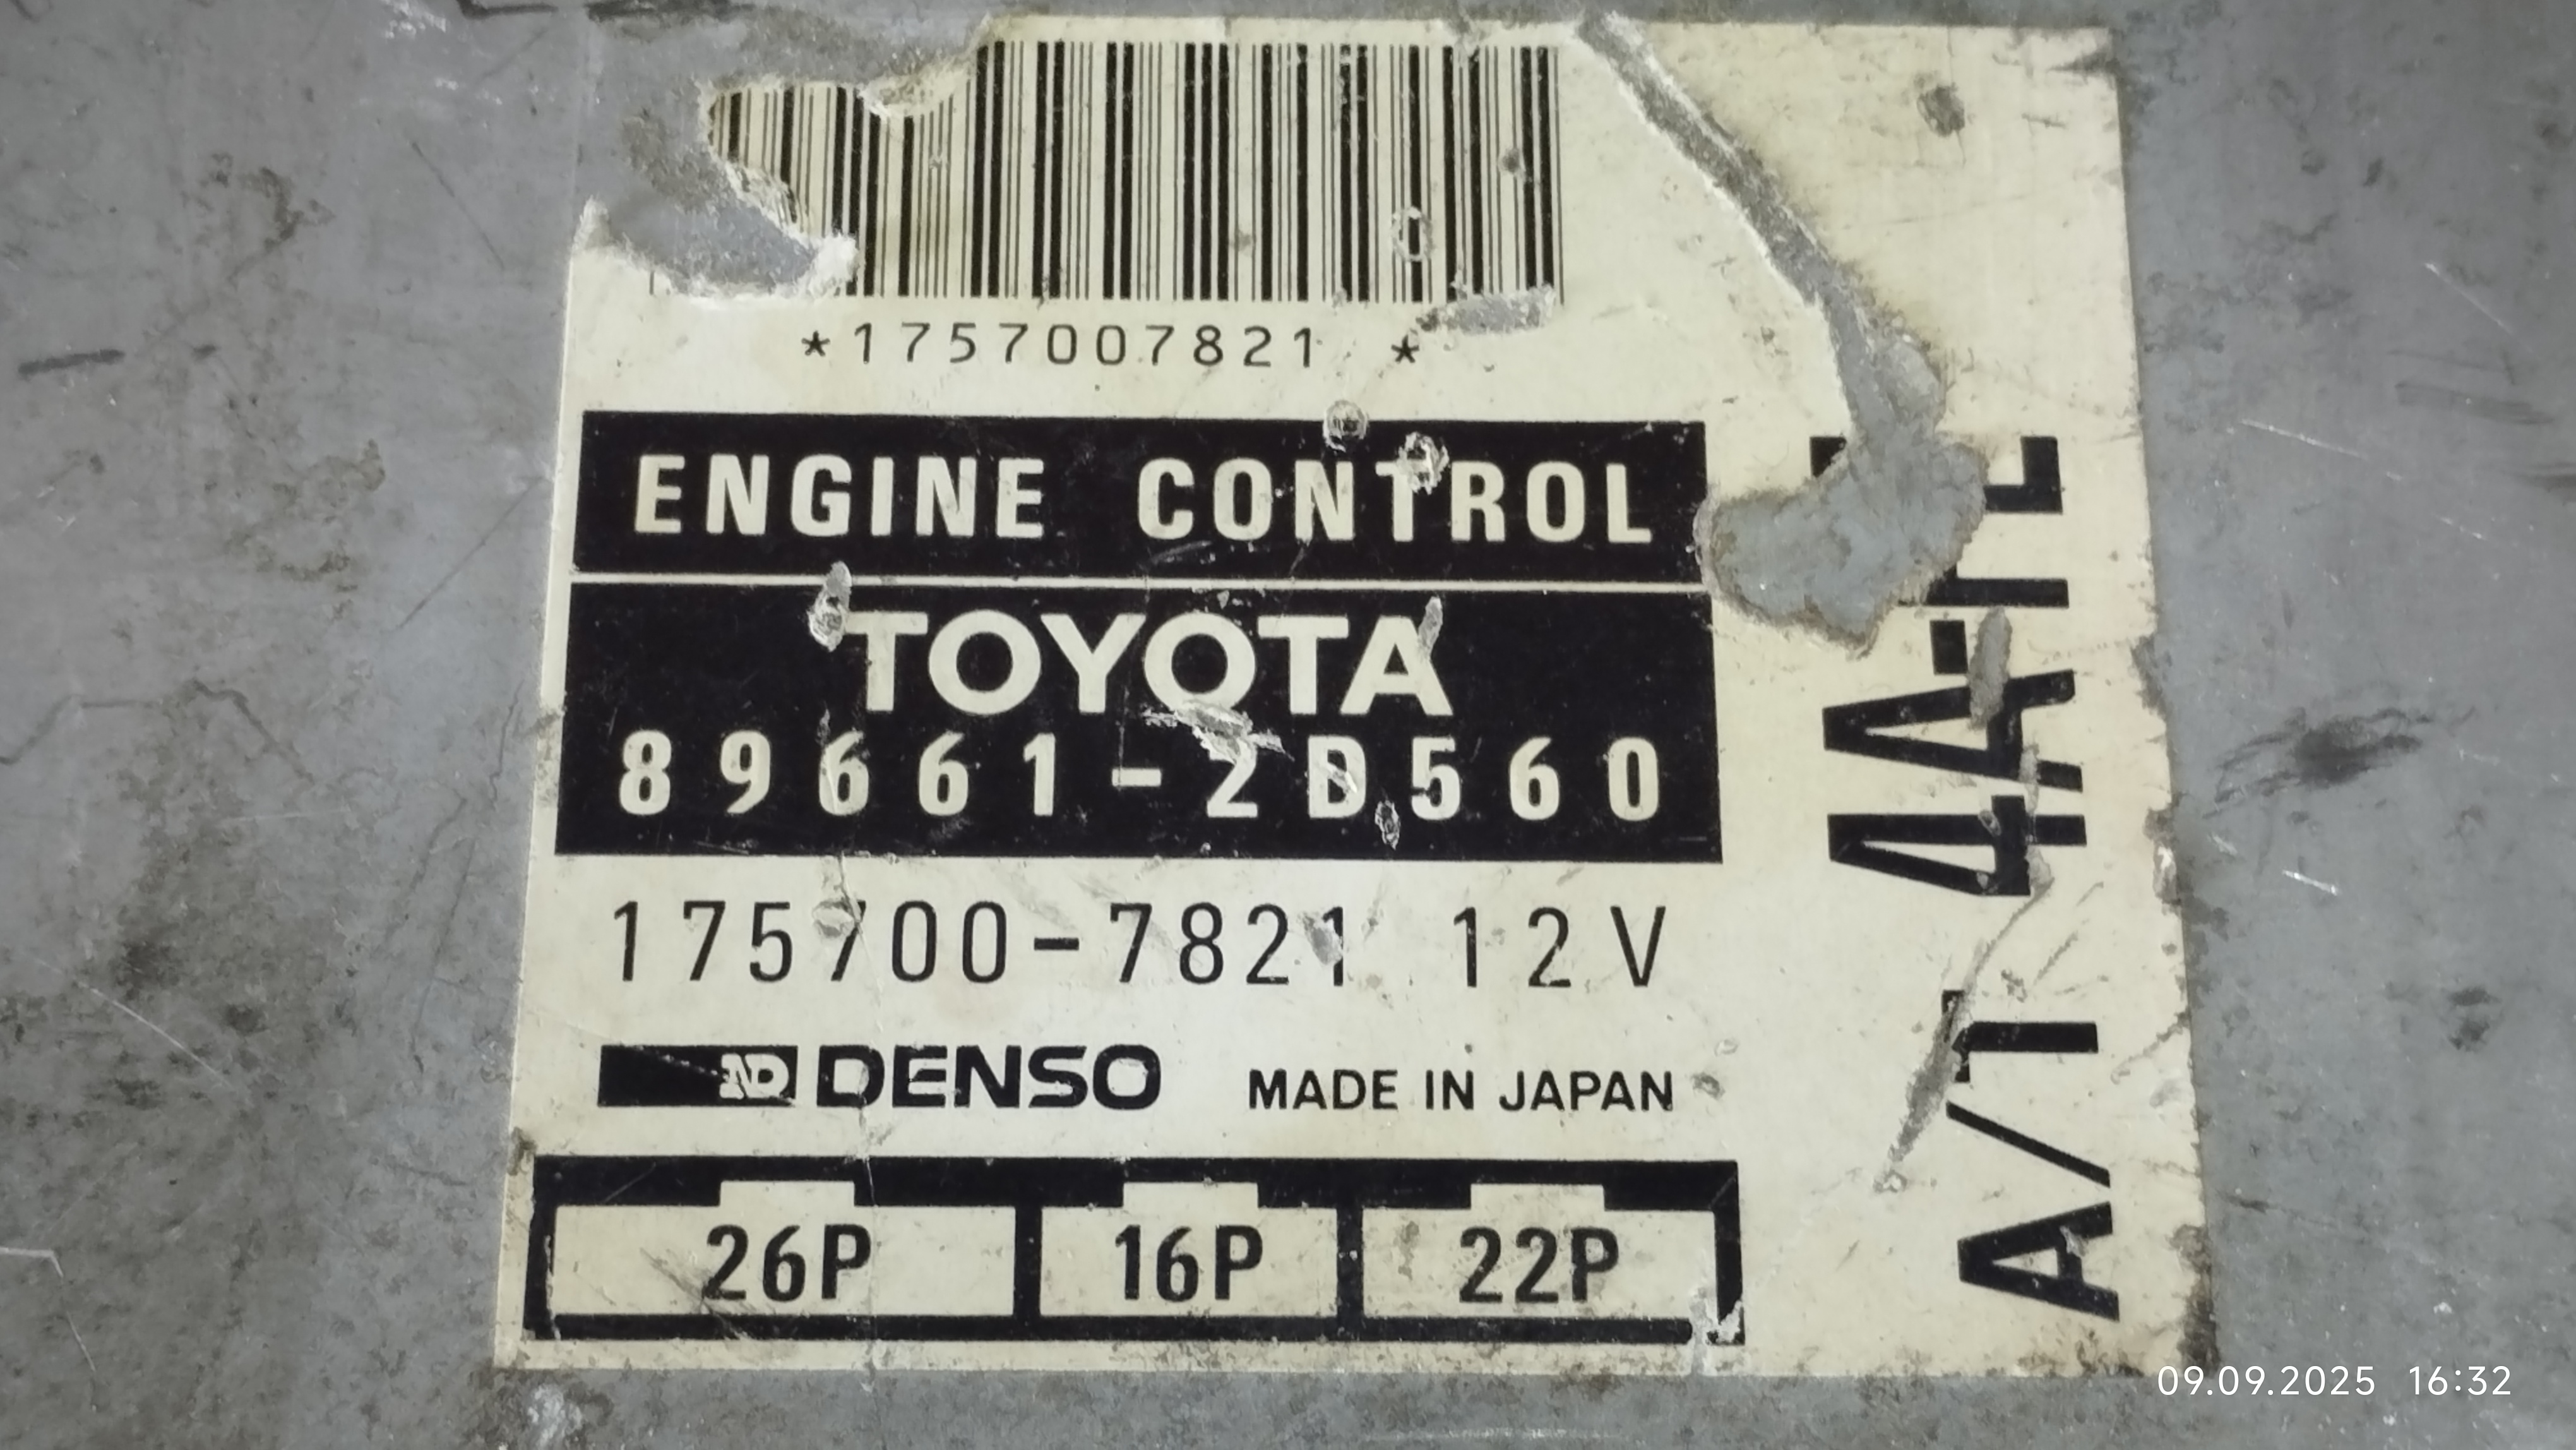 *1757007821 *
ENGINE CONTROL
TOYOTA
89661-2D560
175700-7821 12V
ND DENSO MADE IN JAPAN
26P 16P 22P
A/T 4A-FE
09.09.2025 16:32